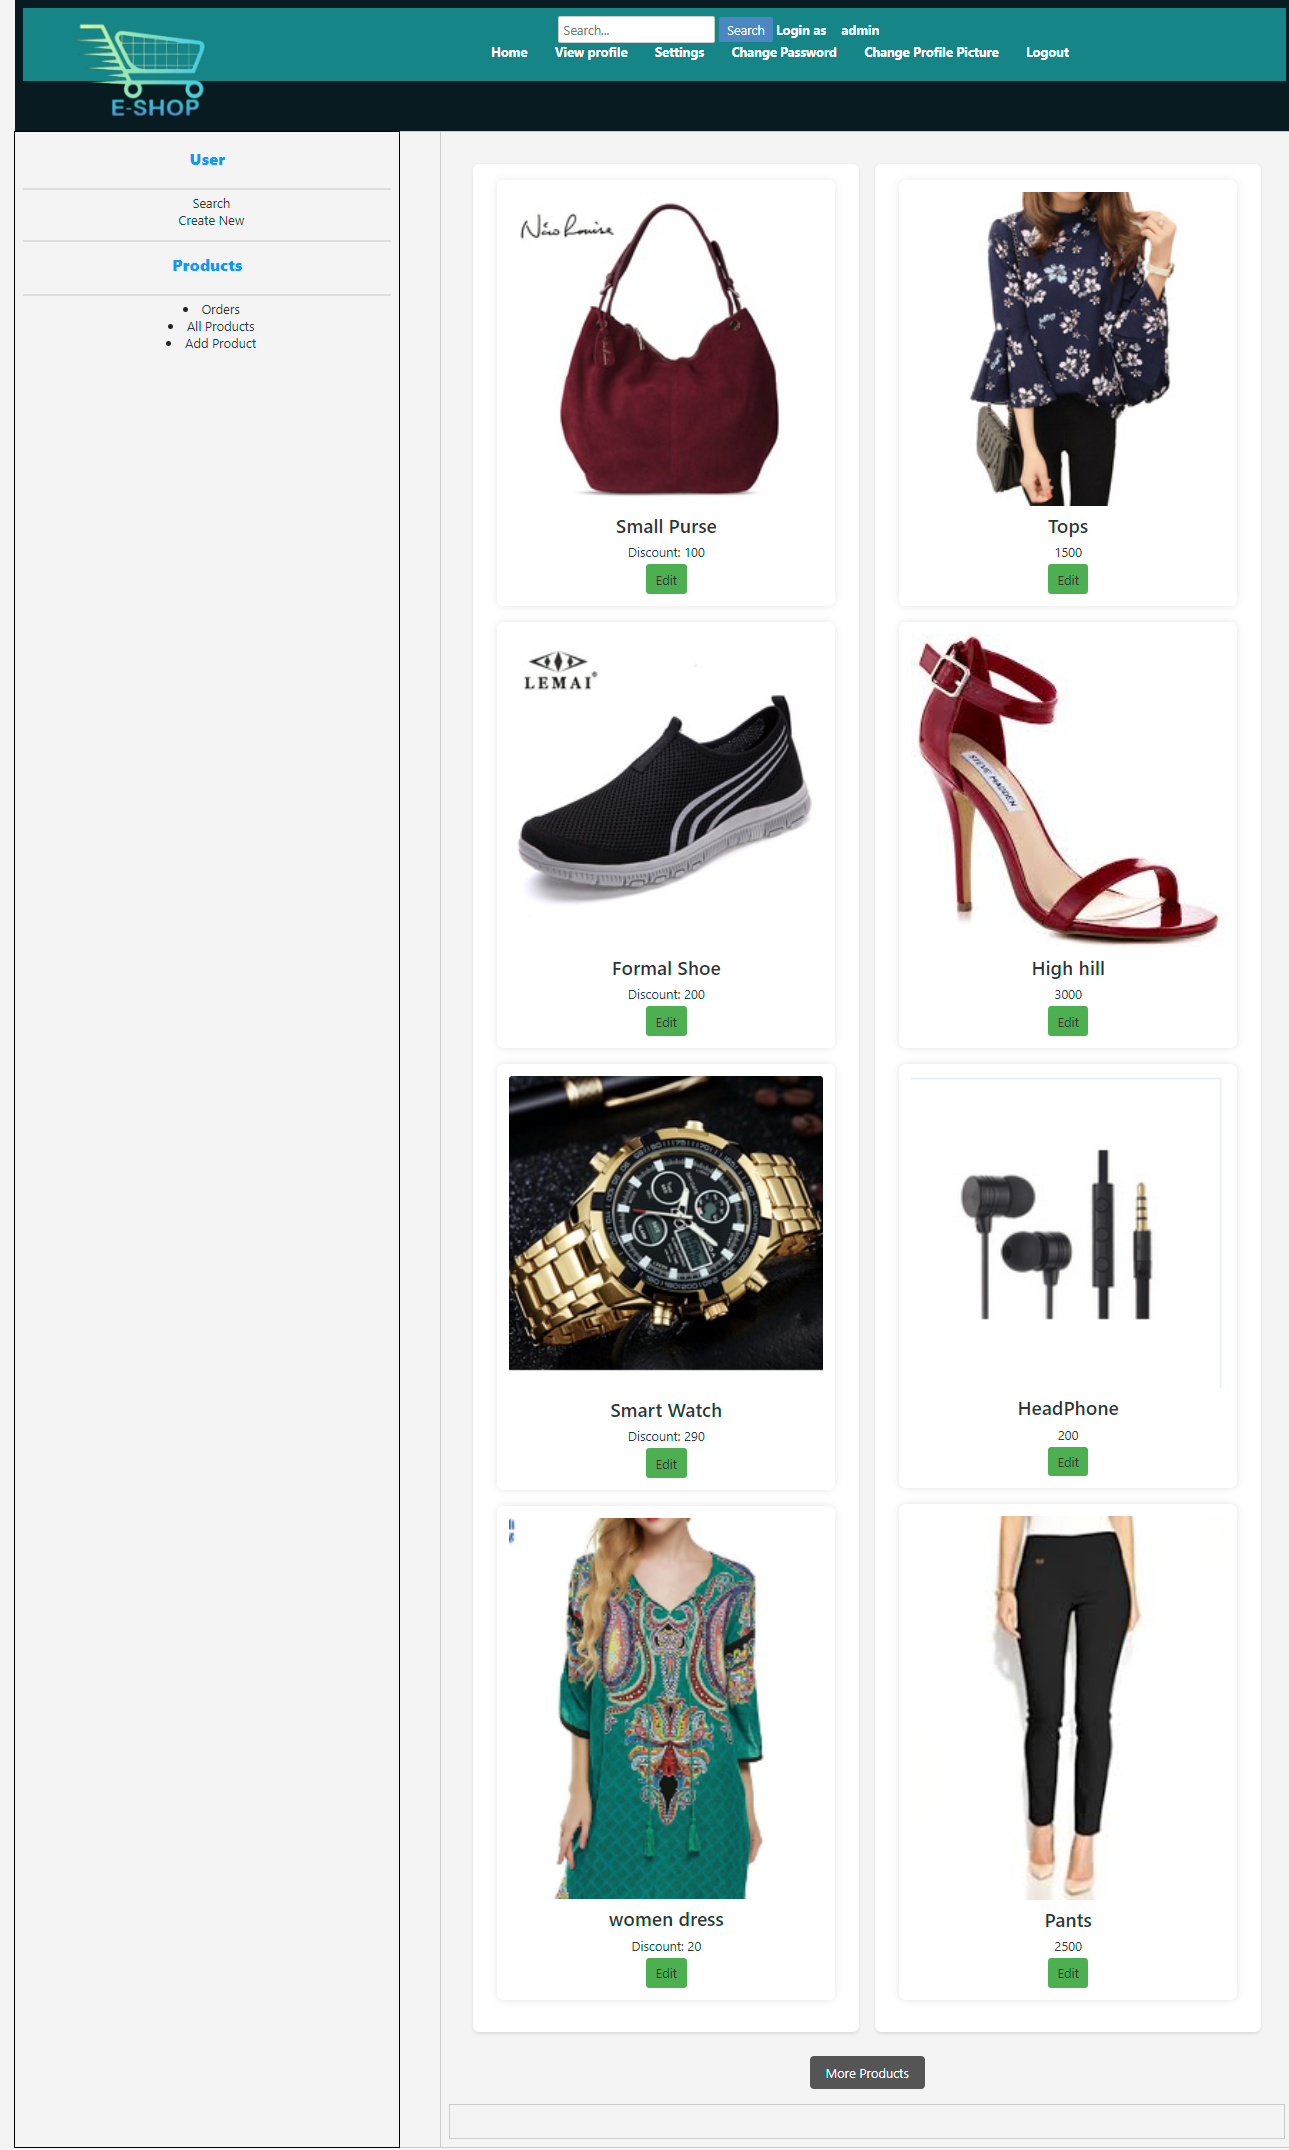 Search... Search Login as admin
Home View profile Settings Change Password Change Profile Picture Logout
E-SHOP
User
Search
Create New
Products
Orders
All Products
Add Product
Nico Louise
Small Purse
Discount: 100
Edit
Tops
1500
Edit
LEMAI®
Formal Shoe
Discount: 200
Edit
STEVE MADDEN
High hill
3000
Edit
Smart Watch
Discount: 290
Edit
HeadPhone
200
Edit
women dress
Discount: 20
Edit
Pants
2500
Edit
More Products